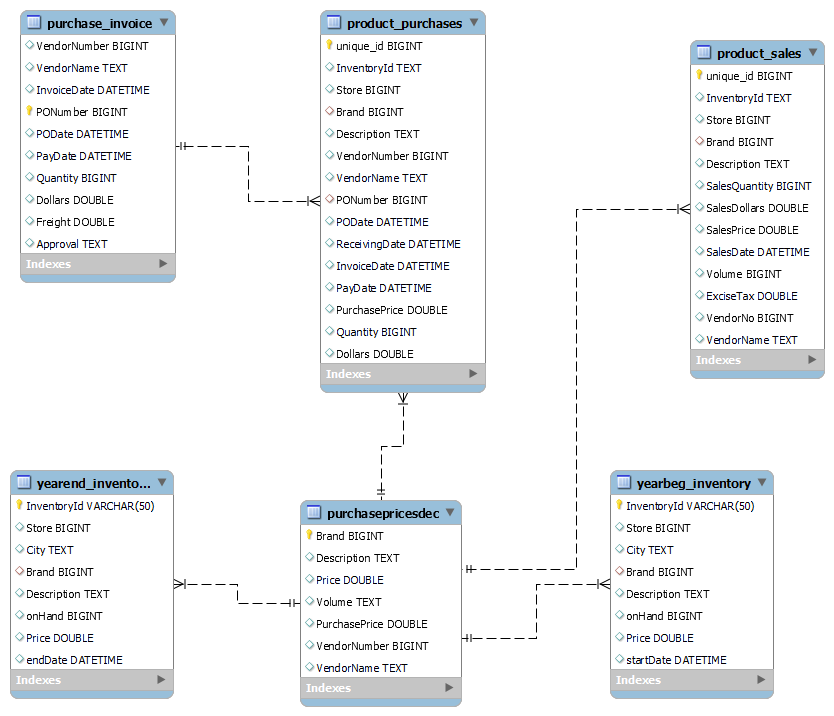 purchase_invoice
VendorNumber BIGINT
VendorName TEXT
InvoiceDate DATETIME
PONumber BIGINT
PODate DATETIME
PayDate DATETIME
Quantity BIGINT
Dollars DOUBLE
Freight DOUBLE
Approval TEXT
Indexes
product_purchases
unique_id BIGINT
InventoryId TEXT
Store BIGINT
Brand BIGINT
Description TEXT
VendorNumber BIGINT
VendorName TEXT
PONumber BIGINT
PODate DATETIME
ReceivingDate DATETIME
InvoiceDate DATETIME
PayDate DATETIME
PurchasePrice DOUBLE
Quantity BIGINT
Dollars DOUBLE
Indexes
product_sales
unique_id BIGINT
InventoryId TEXT
Store BIGINT
Brand BIGINT
Description TEXT
SalesQuantity BIGINT
SalesDollars DOUBLE
SalesPrice DOUBLE
SalesDate DATETIME
Volume BIGINT
ExciseTax DOUBLE
VendorNo BIGINT
VendorName TEXT
Indexes
yearend_invento...
InventoryId VARCHAR(50)
Store BIGINT
City TEXT
Brand BIGINT
Description TEXT
onHand BIGINT
Price DOUBLE
endDate DATETIME
Indexes
purchasepricesdec
Brand BIGINT
Description TEXT
Price DOUBLE
Volume TEXT
PurchasePrice DOUBLE
VendorNumber BIGINT
VendorName TEXT
Indexes
yearbeg_inventory
InventoryId VARCHAR(50)
Store BIGINT
City TEXT
Brand BIGINT
Description TEXT
onHand BIGINT
Price DOUBLE
startDate DATETIME
Indexes